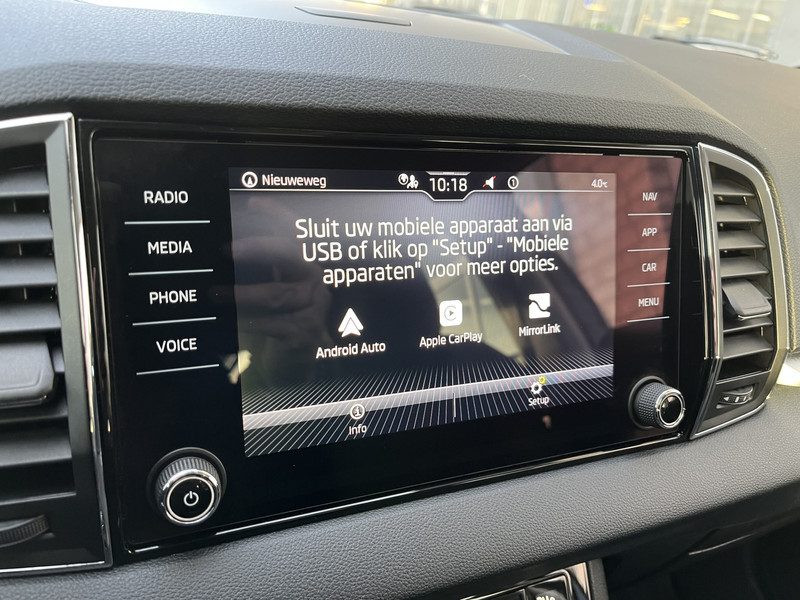 RADIO
MEDIA
PHONE
VOICE
Nieuweweg
10:18
1
4.0°C
Sluit uw mobiele apparaat aan via
USB of klik op "Setup" - "Mobiele
apparaten" voor meer opties.
Android Auto
Apple CarPlay
MirrorLink
Info
Setup
NAV
APP
CAR
MENU